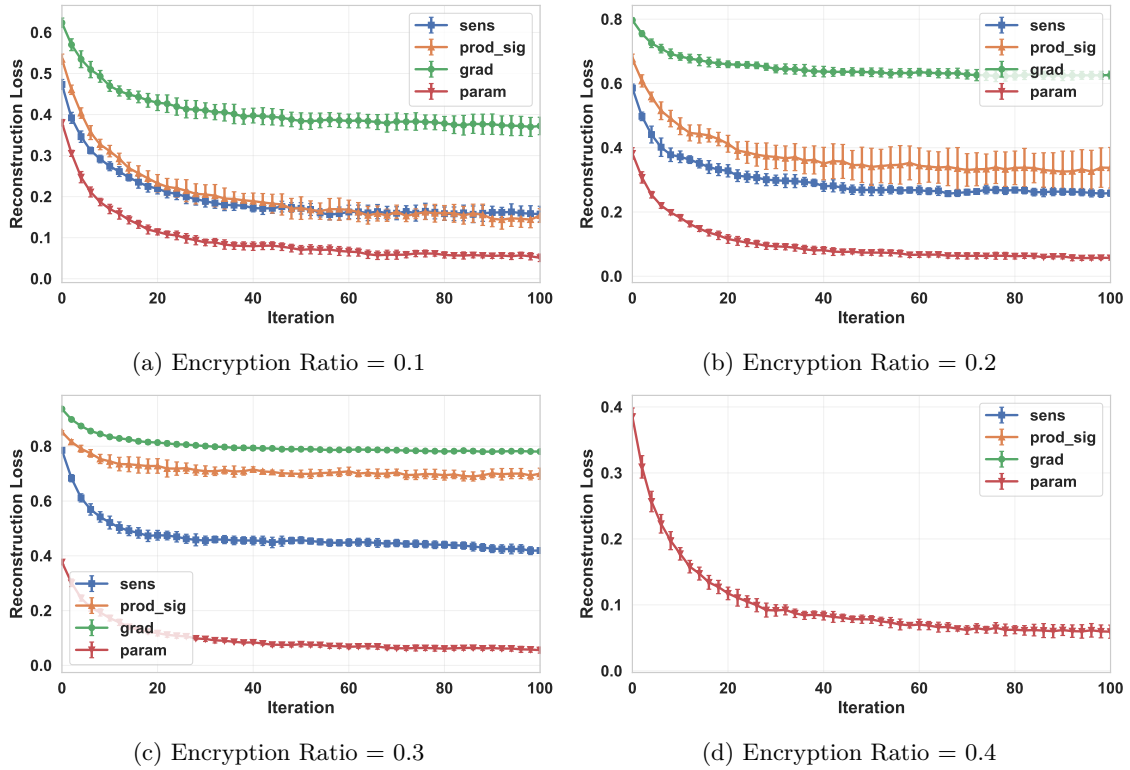 0.6
0.5
0.4
0.3
0.2
0.1
0.0
Reconstruction Loss
sens
prod_sig
grad
param
0 20 40 60 80 100
Iteration
(a) Encryption Ratio = 0.1
0.8
0.6
0.4
0.2
0.0
Reconstruction Loss
sens
prod_sig
grad
param
0 20 40 60 80 100
Iteration
(b) Encryption Ratio = 0.2
0.8
0.6
0.4
0.2
0.0
Reconstruction Loss
sens
prod_sig
grad
param
0 20 40 60 80 100
Iteration
(c) Encryption Ratio = 0.3
0.4
0.3
0.2
0.1
0.0
Reconstruction Loss
sens
prod_sig
grad
param
0 20 40 60 80 100
Iteration
(d) Encryption Ratio = 0.4